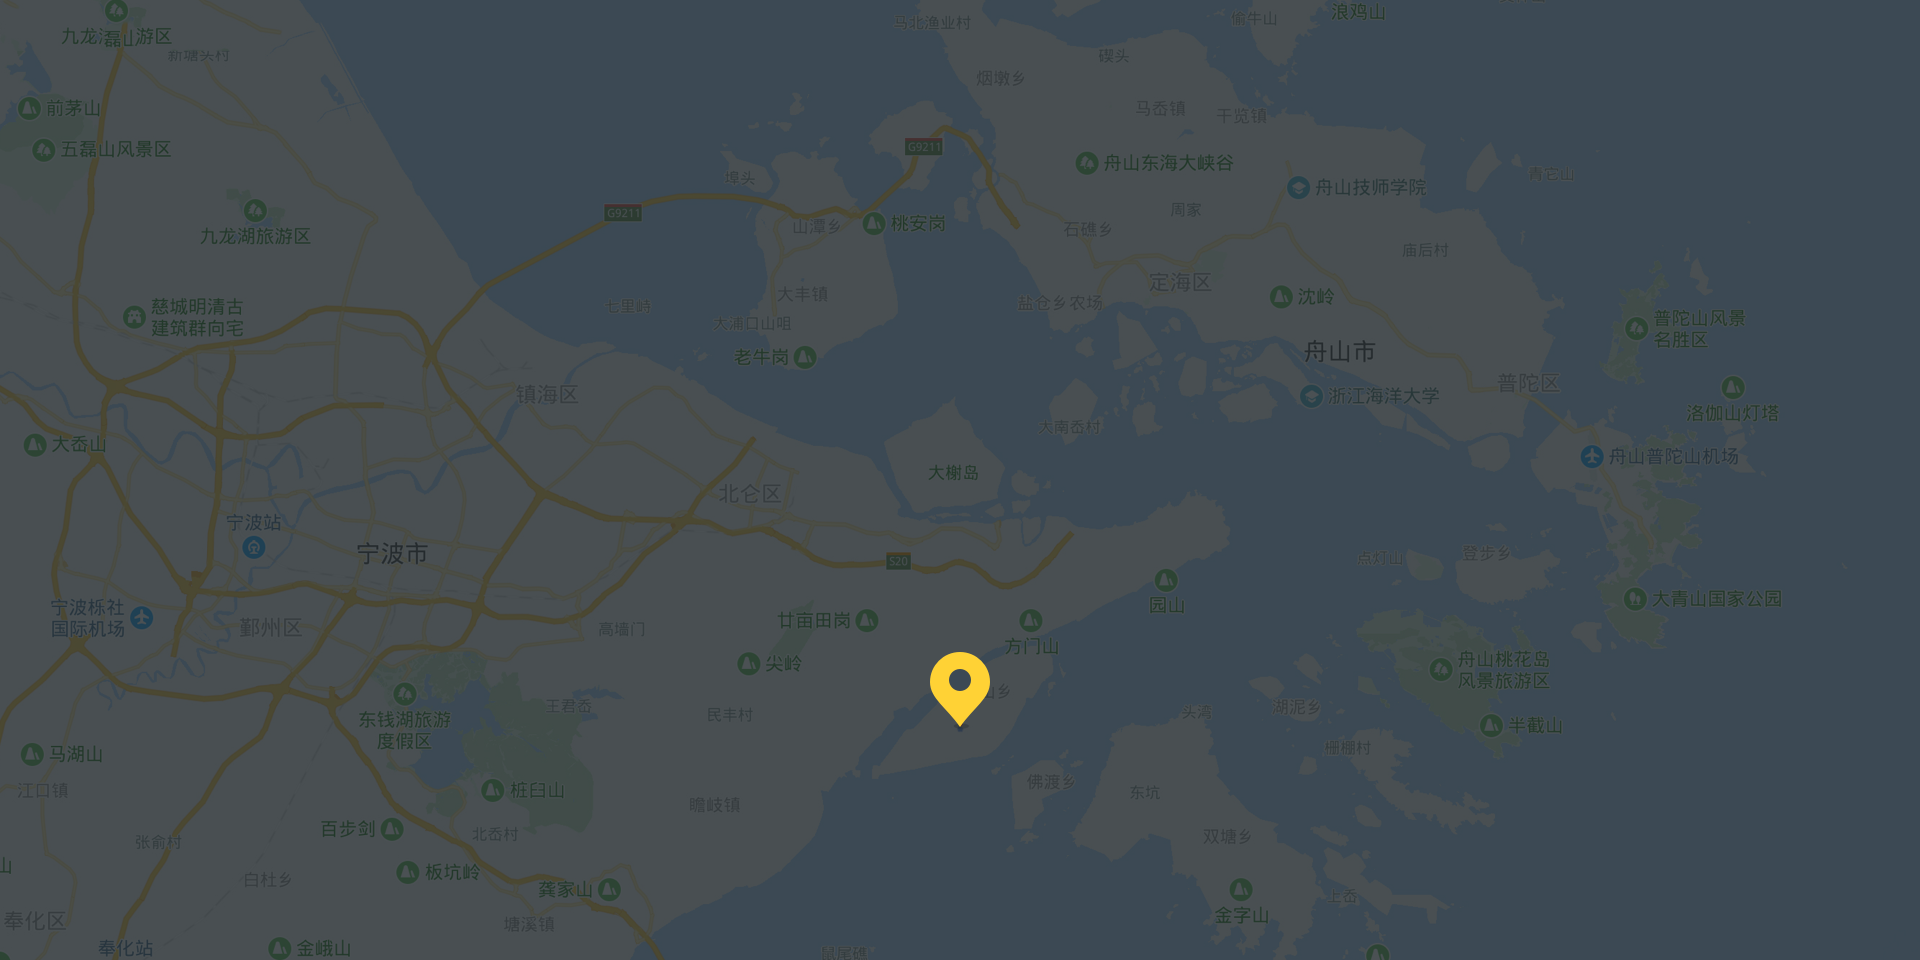 马北渔业村
偷牛山
浪鸡山
九龙
磊山
游区
新塘头村
碶头
烟墩乡
前茅山
马岙镇
干览镇
G9211
五磊山风景区
舟山东海大峡谷
青它山
埠头
舟山技师学院
G9211
周家
桃安岗
山潭乡
石礁乡
九龙湖旅游区
庙后村
定海区
大丰镇
沈岭
慈城明清古
建筑群向宅
七里峙
盐仓乡农场
大浦口山咀
普陀山风景
名胜区
舟山市
老牛岗
普陀区
镇海区
浙江海洋大学
洛伽山灯塔
大南岙村
大岙山
舟山普陀山机场
大榭岛
北仑区
宁波站
宁波市
S20
点灯山
登步乡
宁波栎社
国际机场
园山
大青山国家公园
廿亩田岗
高塘门
鄞州区
方门山
尖岭
舟山桃花岛
风景旅游区
山乡
王君岙
民丰村
头湾
湖泥乡
东钱湖旅游
度假区
半截山
栅棚村
马湖山
佛渡乡
江口镇
桩臼山
东坑
瞻岐镇
百步剑
北岙村
双塘乡
张俞村
山
板坑岭
白杜乡
龚家山
上岙
奉化区
塘溪镇
金字山
奉化站
金峨山
鼠尾礁